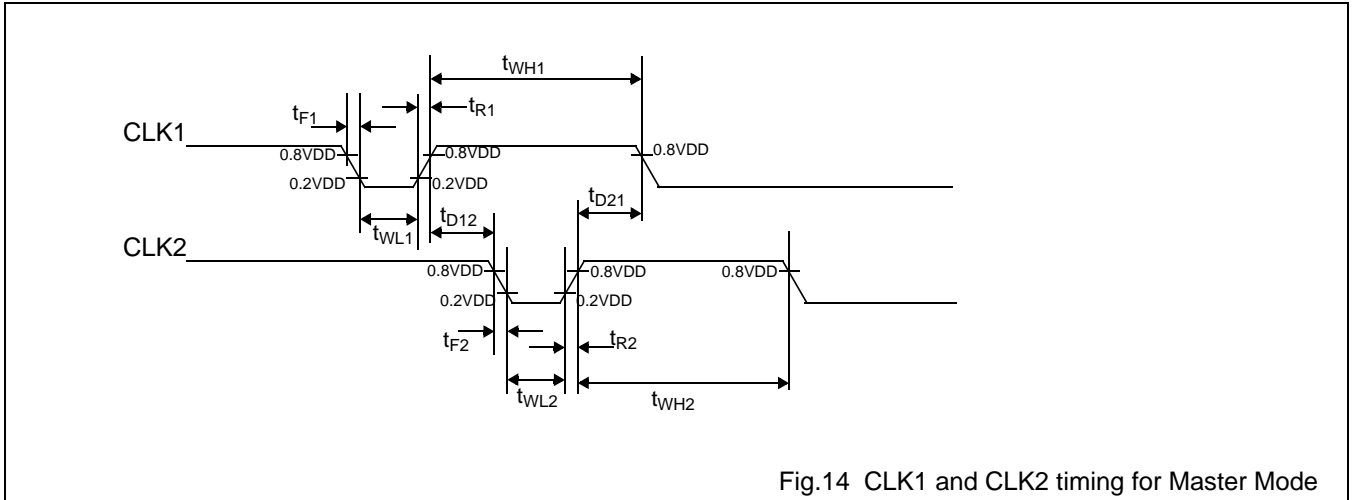 tWH1
tF1
tR1
CLK1
0.8VDD
0.8VDD
0.8VDD
0.2VDD
0.2VDD
tD21
tD12
tWL1
CLK2
0.8VDD
0.8VDD
0.8VDD
0.2VDD
0.2VDD
tF2
tR2
tWL2
tWH2
Fig.14 CLK1 and CLK2 timing for Master Mode